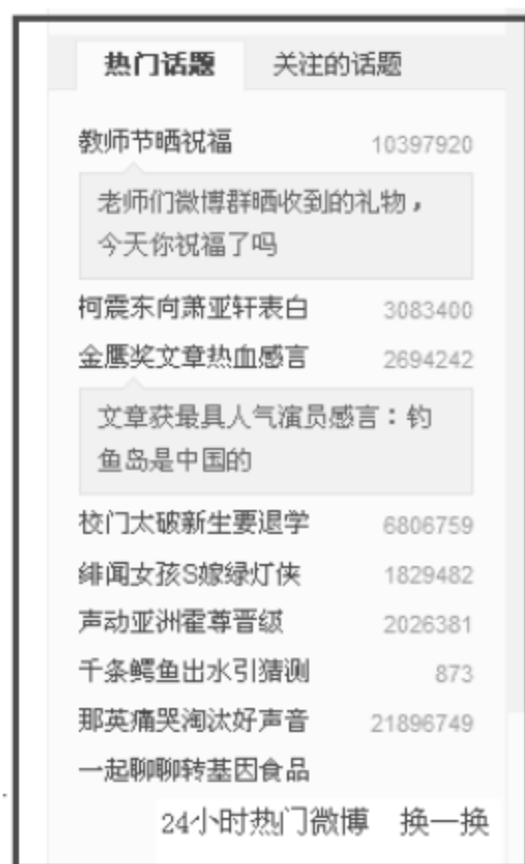 热门话题 关注的话题
教师节晒祝福 10397920
老师们微博群晒收到的礼物，
今天你祝福了吗
柯震东向萧亚轩表白 3083400
金鹰奖文章热血感言 2694242
文章获最具人气演员感言：钓
鱼岛是中国的
校门太破新生要退学 6806759
绯闻女孩S嫁绿灯侠 1829482
声动亚洲霍尊晋级 2026381
千条鳄鱼出水引猜测 873
那英痛哭淘汰好声音 21896749
一起聊聊转基因食品
24小时热门微博 换一换